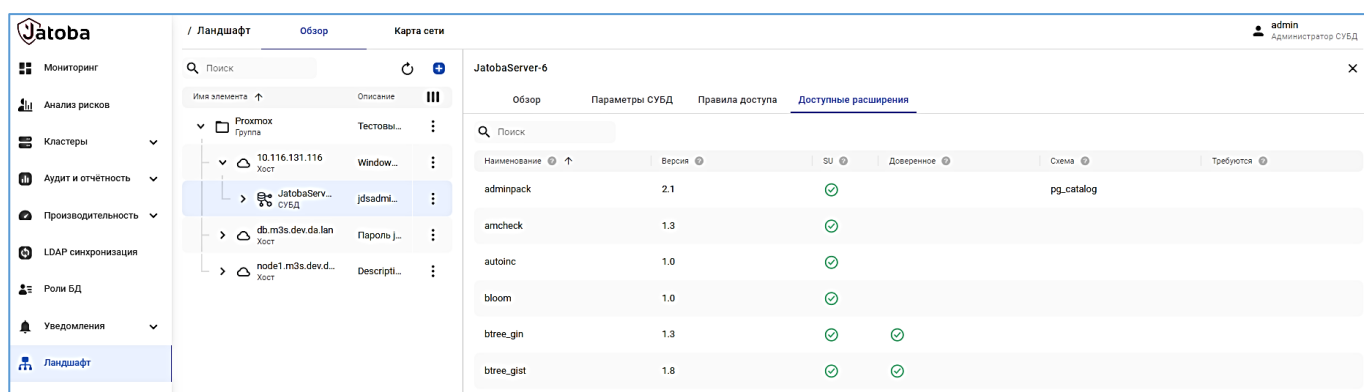 Jatoba
/ Ландшафт Обзор Карта сети
admin
Администратор СУБД
Мониторинг
Анализ рисков
Кластеры
Аудит и отчётность
Производительность
LDAP синхронизация
Роли БД
Уведомления
Ландшафт
Поиск
Имя элемента Описание
Proxmox
Группа
Тестовы...
10.116.131.116
Хост
Window...
JatobaServ...
СУБД
jdsadmi...
db.m3s.dev.da.lan
Хост
Пароль j...
node1.m3s.dev.d...
Хост
Descripti...
JatobaServer-6
Обзор Параметры СУБД Правила доступа Доступные расширения
Поиск
Наименование Версия SU Доверенное Схема Требуются
adminpack 2.1 pg_catalog
amcheck 1.3
autoinc 1.0
bloom 1.0
btree_gin 1.3
btree_gist 1.8